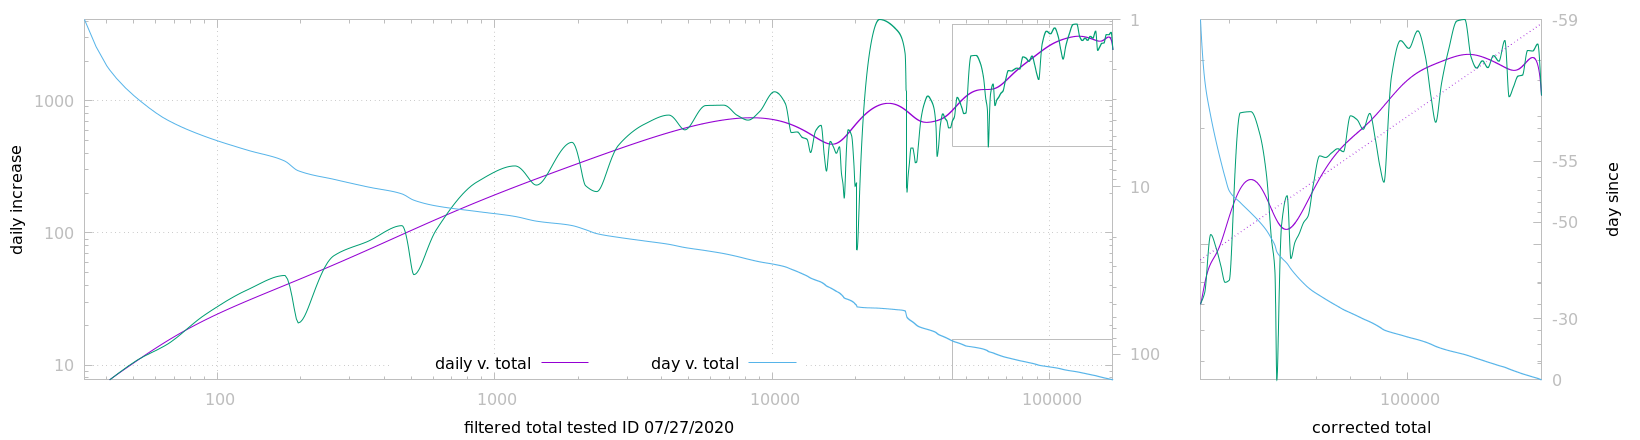 daily increase
1000
100
10
daily v. total
day v. total
100
1000
10000
100000
filtered total tested ID 07/27/2020
1
10
100
-59
-55
-50
-30
0
day since
100000
corrected total